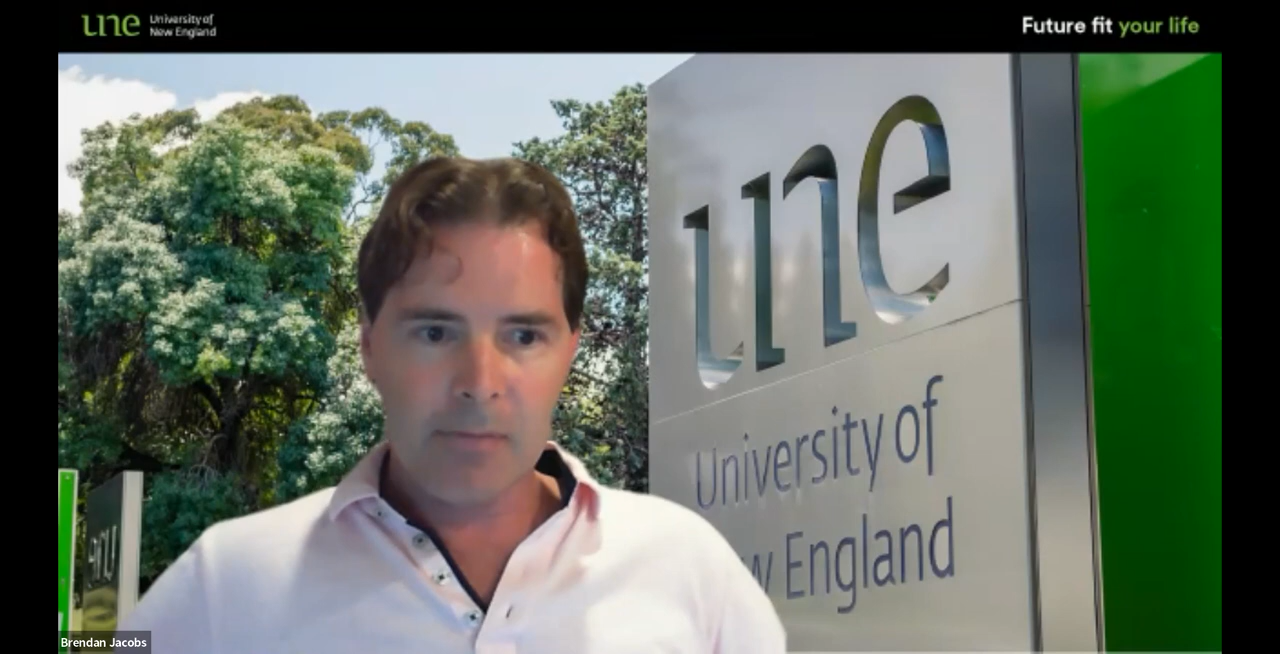 une
University of
New England
Future fit your life
une
University of
w England
Brendan Jacobs